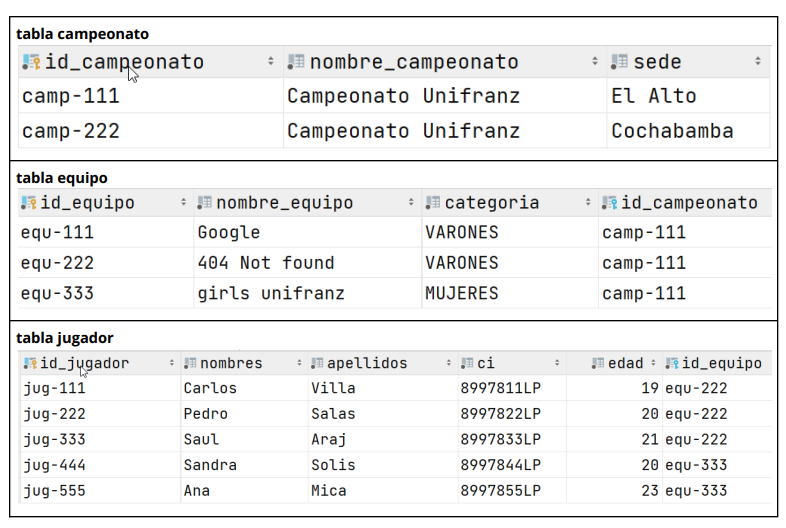 tabla campeonato
id_campeonato nombre_campeonato sede
camp-111 Campeonato Unifranz El Alto
camp-222 Campeonato Unifranz Cochabamba
tabla equipo
id_equipo nombre_equipo categoria id_campeonato
equ-111 Google VARONES camp-111
equ-222 404 Not found VARONES camp-111
equ-333 girls unifranz MUJERES camp-111
tabla jugador
id_jugador nombres apellidos ci edad id_equipo
jug-111 Carlos Villa 8997811LP 19 equ-222
jug-222 Pedro Salas 8997822LP 20 equ-222
jug-333 Saul Araj 8997833LP 21 equ-222
jug-444 Sandra Solis 8997844LP 20 equ-333
jug-555 Ana Mica 8997855LP 23 equ-333